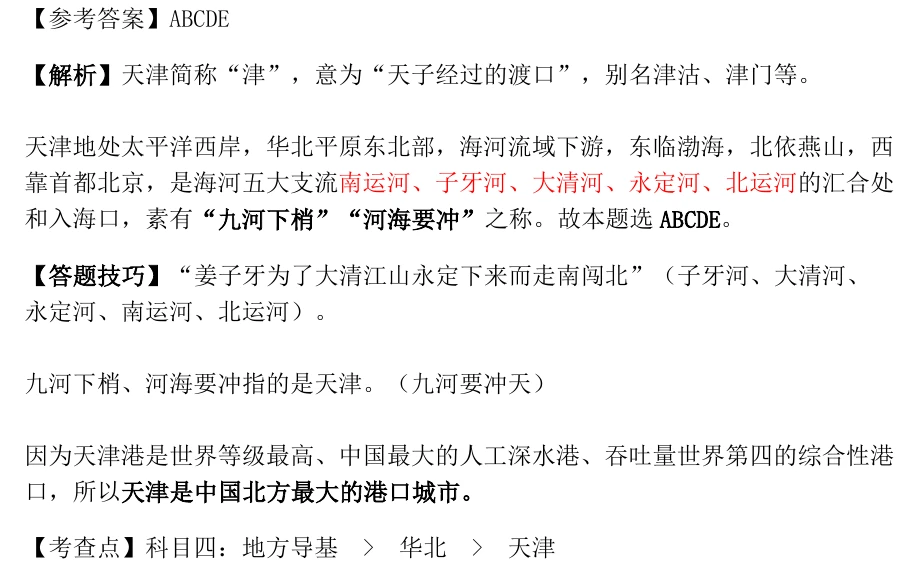 【参考答案】ABCDE
【解析】天津简称“津”，意为“天子经过的渡口”，别名津沽、津门等。
天津地处太平洋西岸，华北平原东北部，海河流域下游，东临渤海，北依燕山，西
靠首都北京，是海河五大支流南运河、子牙河、大清河、永定河、北运河的汇合处
和入海口，素有“九河下梢”“河海要冲”之称。故本题选 ABCDE。
【答题技巧】“姜子牙为了大清江山永定下来而走南闯北”（子牙河、大清河、
永定河、南运河、北运河）。
九河下梢、河海要冲指的是天津。（九河要冲天）
因为天津港是世界等级最高、中国最大的人工深水港、吞吐量世界第四的综合性港
口，所以天津是中国北方最大的港口城市。
【考查点】科目四：地方导基 > 华北 > 天津